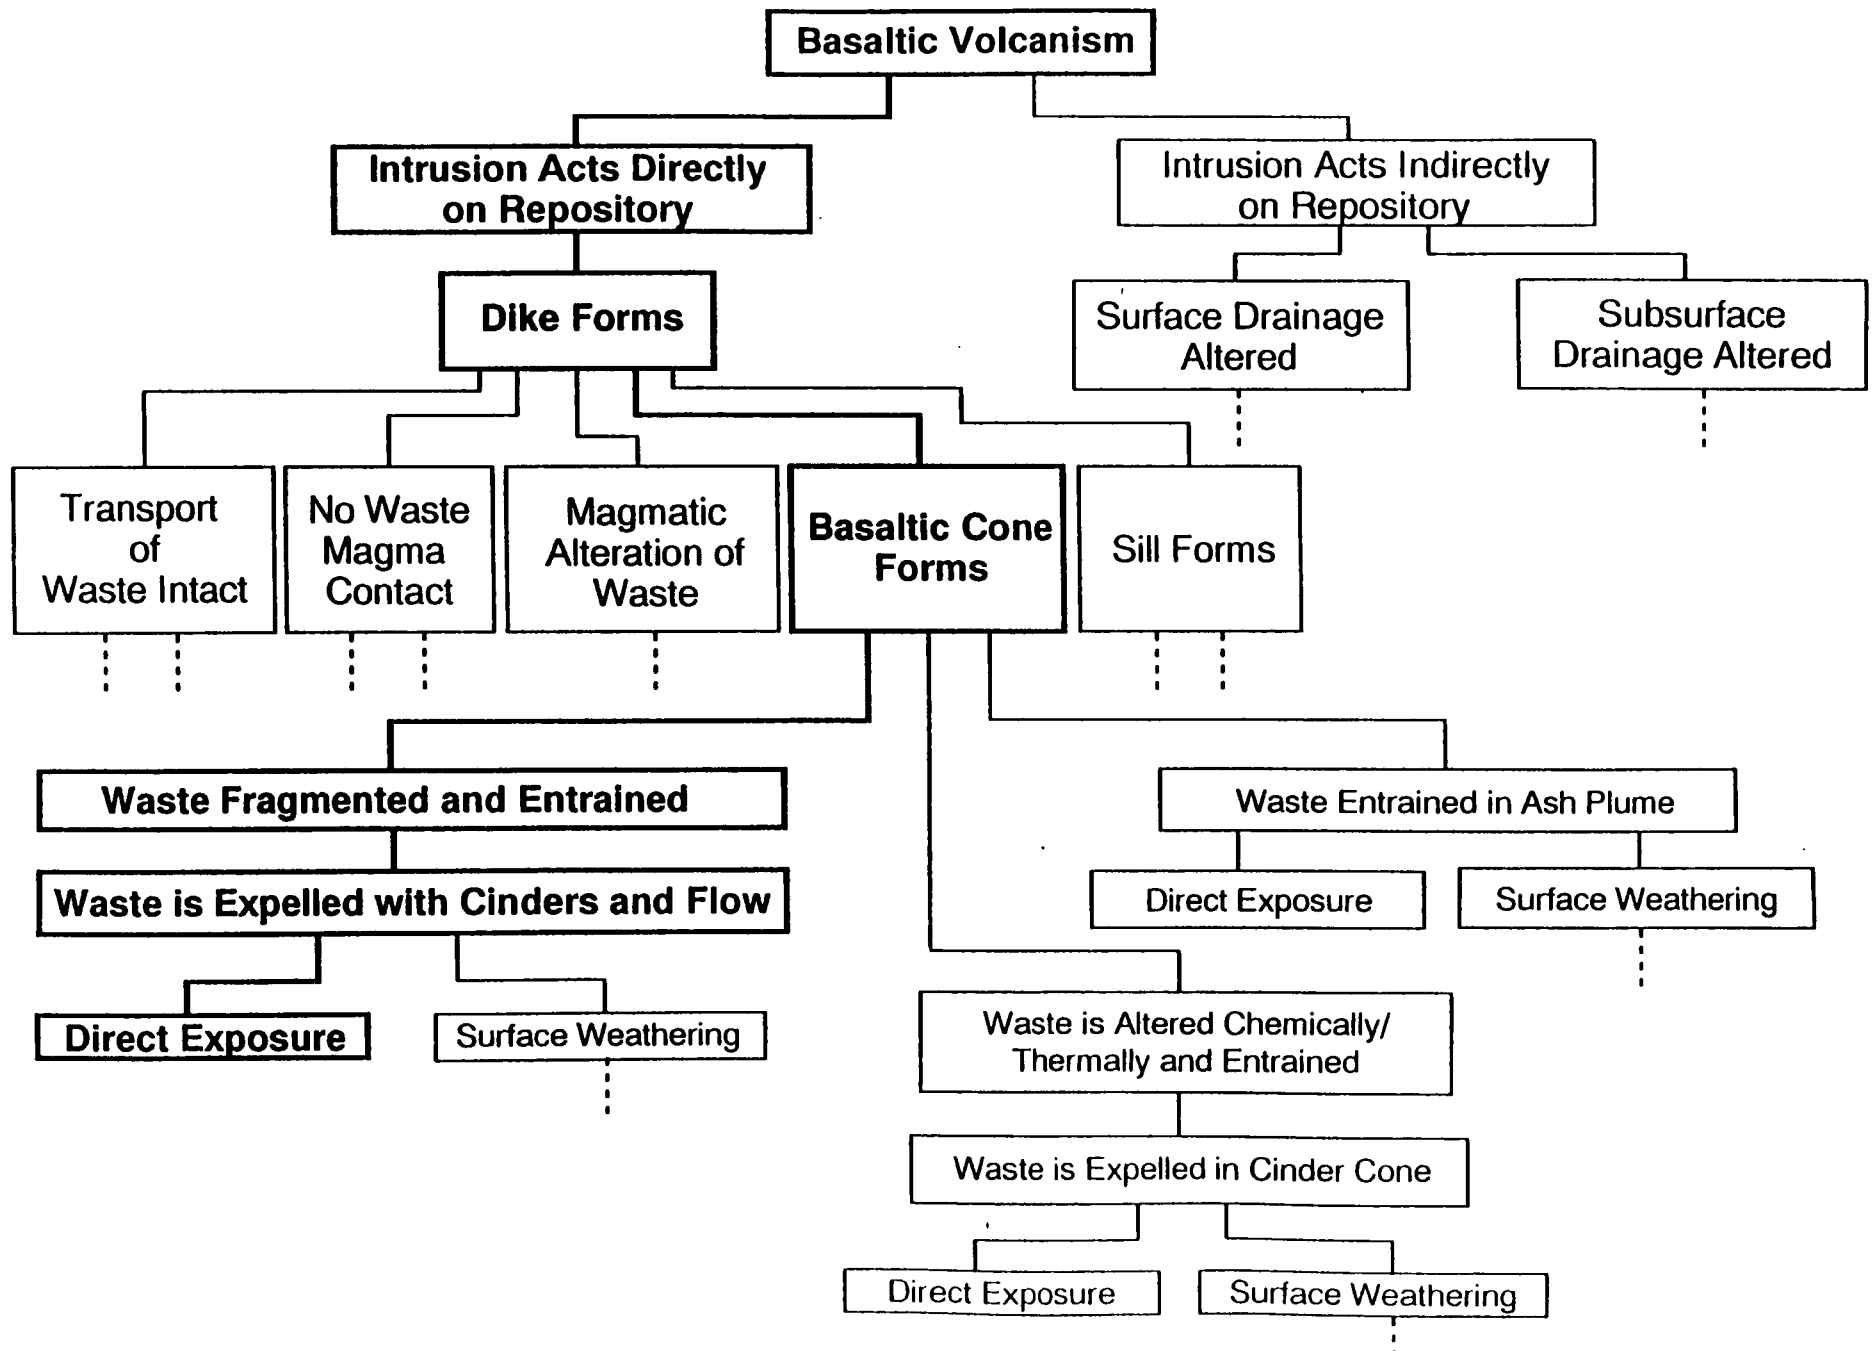 Basaltic Volcanism
Intrusion Acts Directly
on Repository
Intrusion Acts Indirectly
on Repository
Dike Forms
Surface Drainage
Altered
Subsurface
Drainage Altered
Transport
of
Waste Intact
No Waste
Magma
Contact
Magmatic
Alteration of
Waste
Basaltic Cone
Forms
Sill Forms
Waste Fragmented and Entrained
Waste is Expelled with Cinders and Flow
Direct Exposure
Surface Weathering
Waste Entrained in Ash Plume
Direct Exposure
Surface Weathering
Waste is Altered Chemically/
Thermally and Entrained
Waste is Expelled in Cinder Cone
Direct Exposure
Surface Weathering